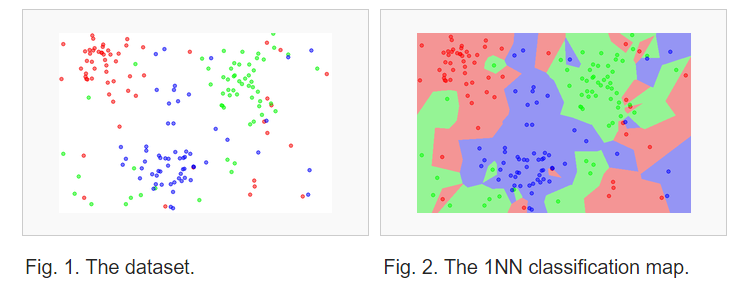 Fig. 1. The dataset.
Fig. 2. The 1NN classification map.